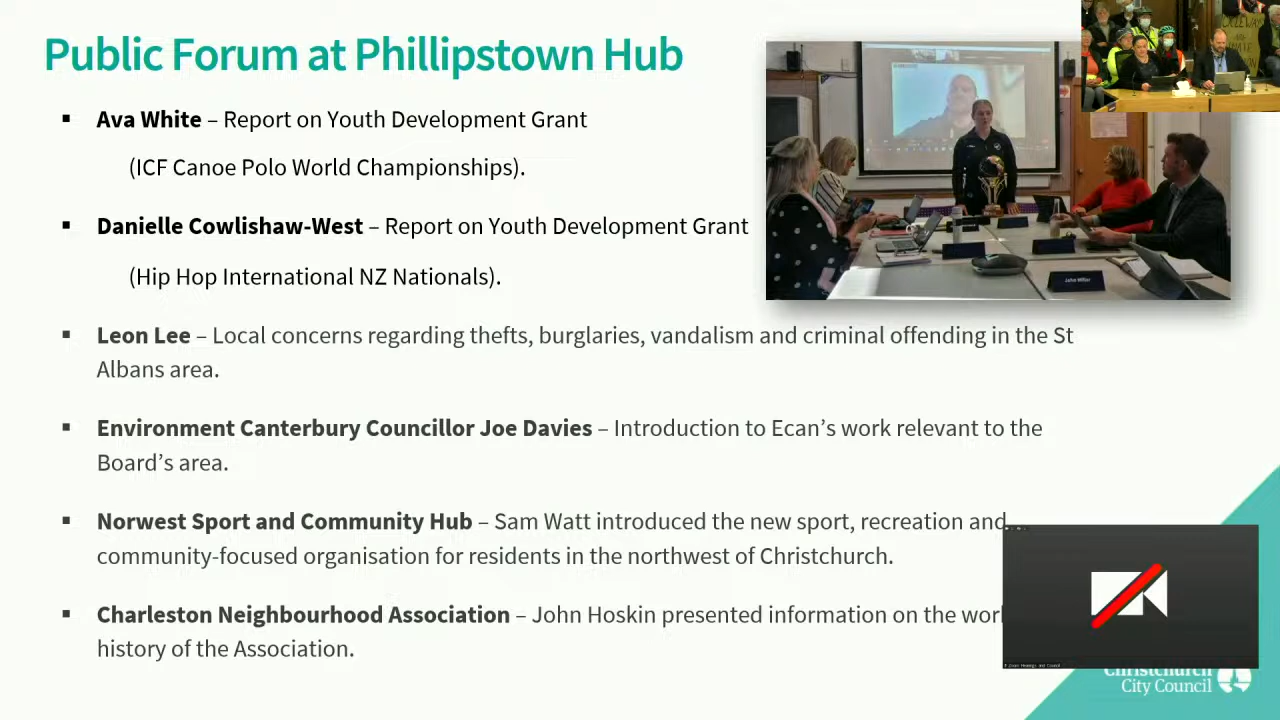 Public Forum at Phillipstown Hub
▪ Ava White – Report on Youth Development Grant
(ICF Canoe Polo World Championships).
▪ Danielle Cowlishaw-West – Report on Youth Development Grant
(Hip Hop International NZ Nationals).
▪ Leon Lee – Local concerns regarding thefts, burglaries, vandalism and criminal offending in the St
Albans area.
▪ Environment Canterbury Councillor Joe Davies – Introduction to Ecan’s work relevant to the
Board’s area.
▪ Norwest Sport and Community Hub – Sam Watt introduced the new sport, recreation and
community-focused organisation for residents in the northwest of Christchurch.
▪ Charleston Neighbourhood Association – John Hoskin presented information on the work
history of the Association.
Christchurch
City Council